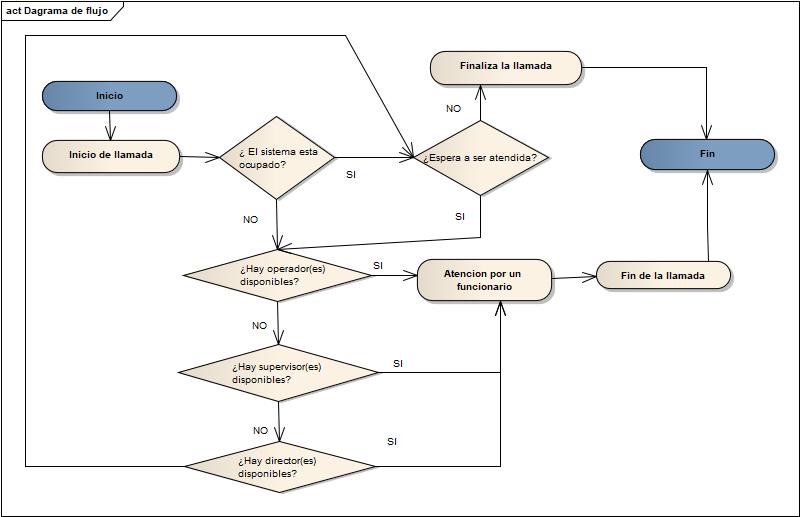 act Dagrama de flujo
Inicio
Inicio de llamada
¿ El sistema esta
ocupado?
SI
NO
¿Espera a ser atendida?
NO
Finaliza la llamada
Fin
SI
¿Hay operador(es)
disponibles?
SI
Atencion por un
funcionario
Fin de la llamada
NO
¿Hay supervisor(es)
disponibles?
SI
NO
¿Hay director(es)
disponibles?
SI